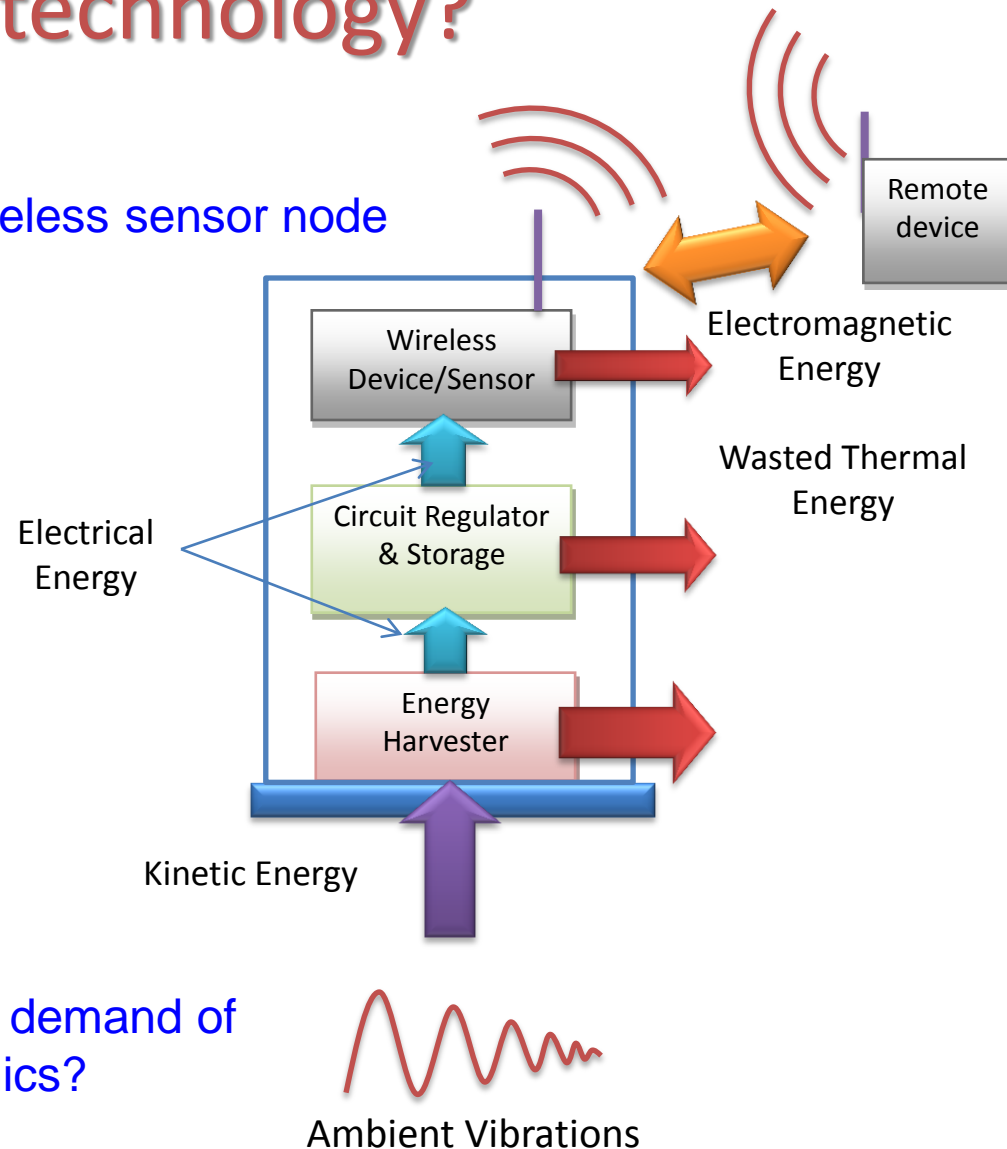 technology?
eless sensor node
Remote
device
Wireless
Device/Sensor
Electromagnetic
Energy
Wasted Thermal
Energy
Electrical
Energy
Circuit Regulator
& Storage
Energy
Harvester
Kinetic Energy
demand of
ics?
Ambient Vibrations